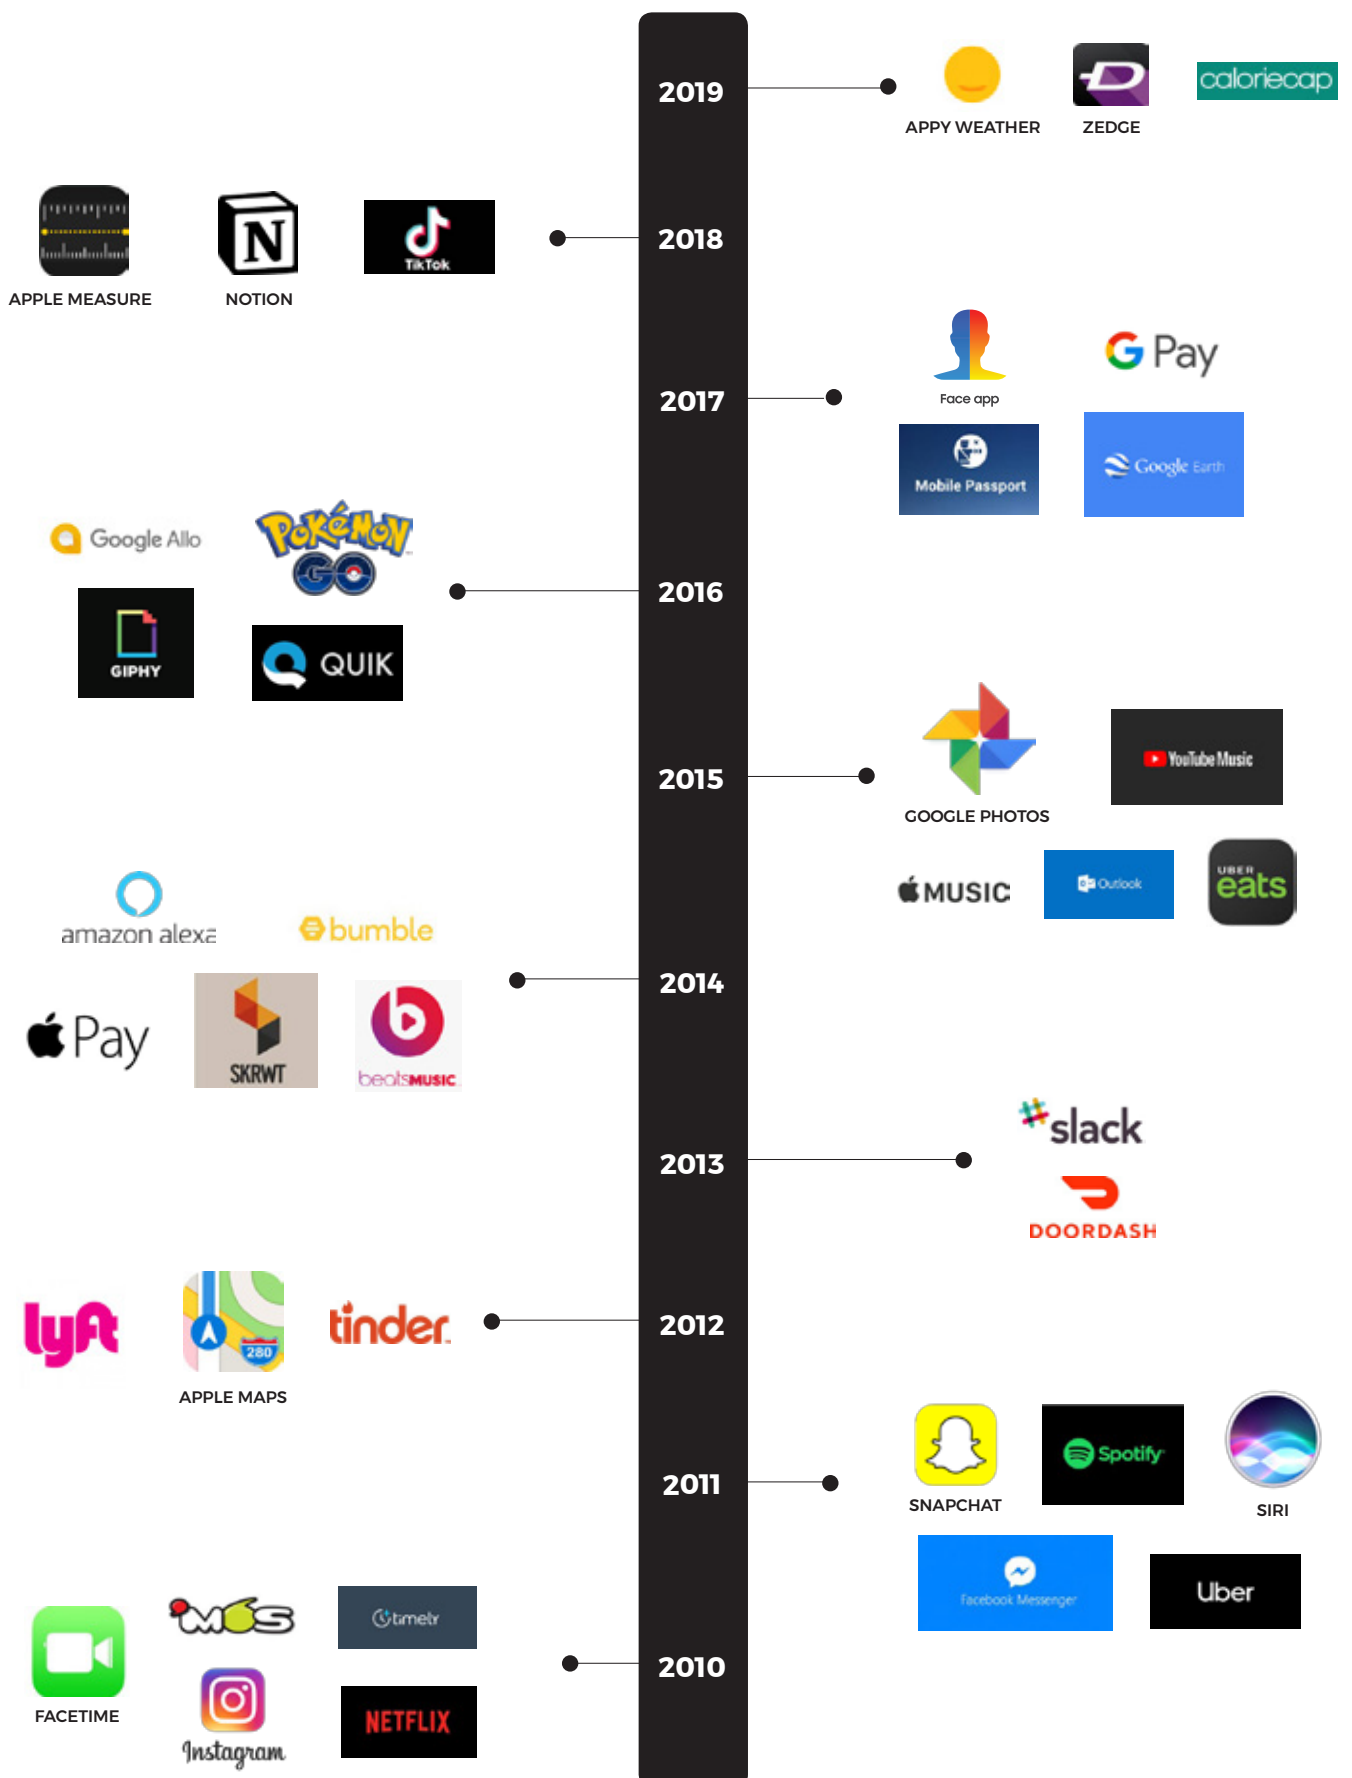 2019
APPY WEATHER
ZEDGE
caloriecap
2018
APPLE MEASURE
N
NOTION
TikTok
2017
Face app
G Pay
Mobile Passport
Google Earth
2016
Google Allo
POKÉMON
GO
GIPHY
QUIK
2015
GOOGLE PHOTOS
YouTube Music
MUSIC
Outlook
UBER
eats
2014
amazon alexa
bumble
Pay
SKRWT
beatsMUSIC
2013
slack
DOORDASH
2012
lyft
280
APPLE MAPS
tinder
2011
SNAPCHAT
Spotify
SIRI
Facebook Messenger
Uber
2010
FACETIME
timely
Instagram
NETFLIX